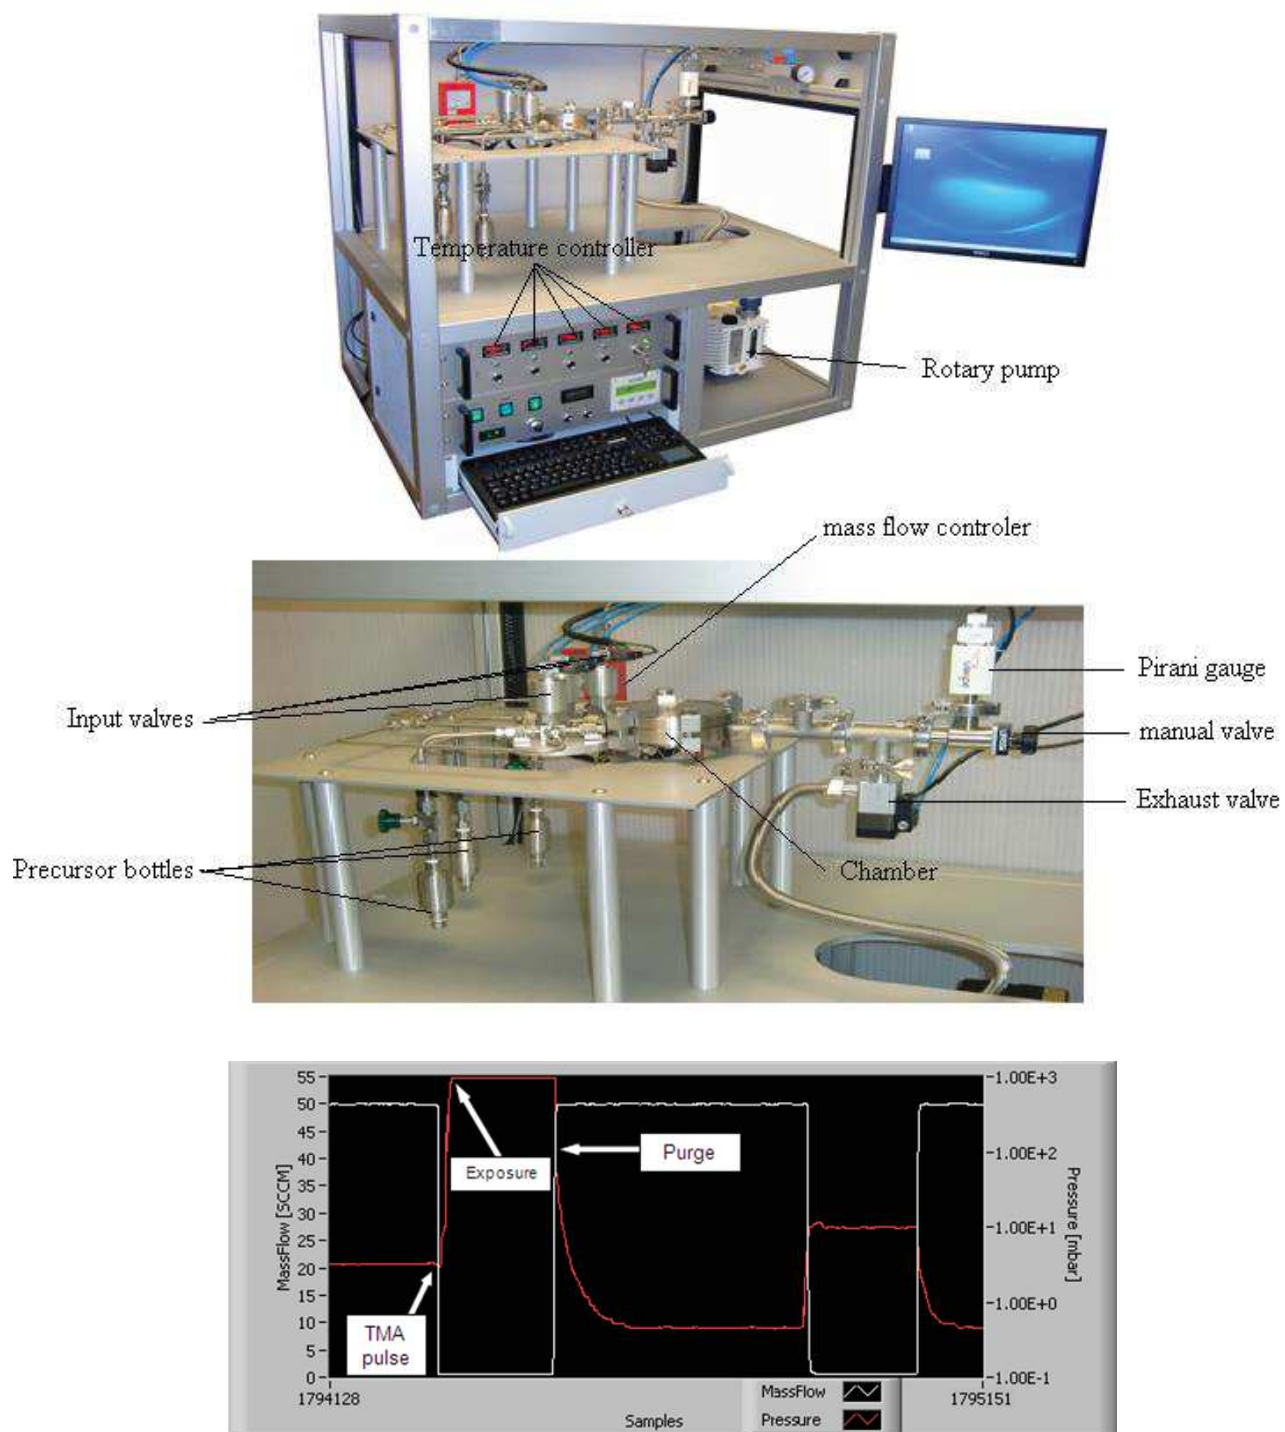 Temperature controller
Rotary pump
mass flow controler
Pirani gauge
Input valves
manual valve
Exhaust valve
Precursor bottles
Chamber
55
50
45
40
35
30
25
20
15
10
5
0
MassFlow [SCCM]
1.00E+3
1.00E+2
1.00E+1
1.00E+0
1.00E-1
Pressure [mbar]
Exposure
Purge
TMA
pulse
1794128
1795151
Samples
MassFlow
Pressure